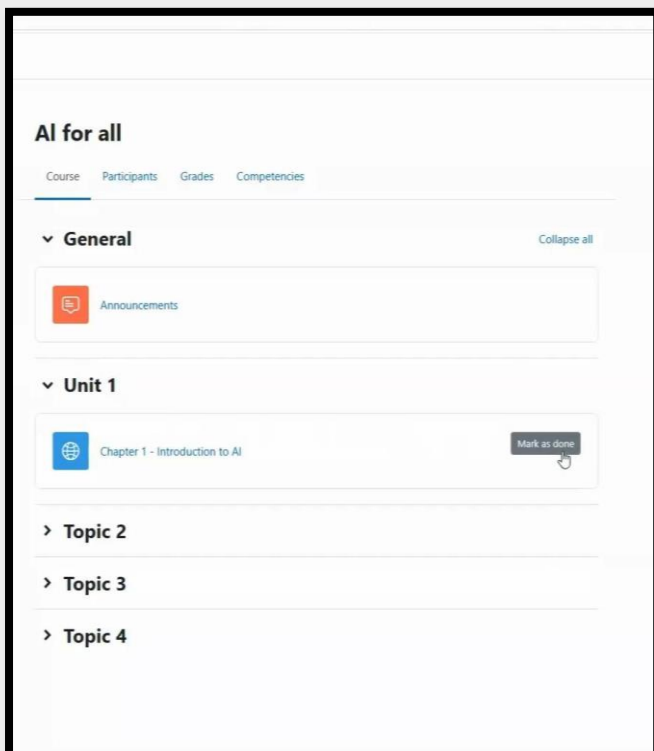 AI for all
Course Participants Grades Competencies
General Collapse all
Announcements
Unit 1
Chapter 1 - Introduction to AI Mark as done
Topic 2
Topic 3
Topic 4